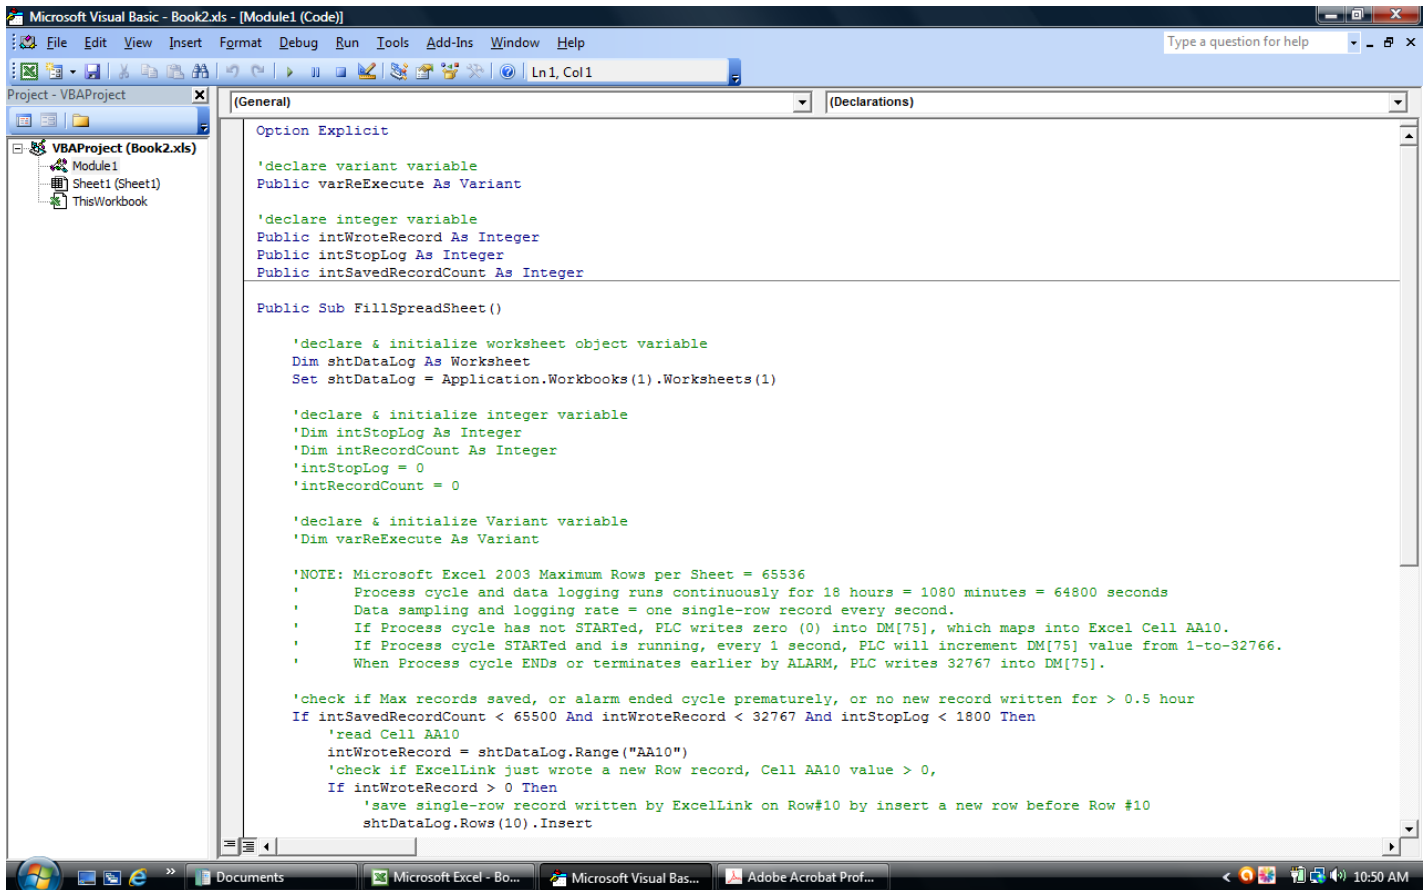 Microsoft Visual Basic - Book2.xls - [Module1 (Code)]
File Edit View Insert Format Debug Run Tools Add-Ins Window Help
Type a question for help
Ln 1, Col 1
Project - VBAProject
(General)
(Declarations)
VBAProject (Book2.xls)
Module1
Sheet1 (Sheet1)
ThisWorkbook
Option Explicit
'declare variant variable
Public varReExecute As Variant
'declare integer variable
Public intWroteRecord As Integer
Public intStopLog As Integer
Public intSavedRecordCount As Integer
Public Sub FillSpreadSheet()
'declare & initialize worksheet object variable
Dim shtDataLog As Worksheet
Set shtDataLog = Application.Workbooks(1).Worksheets(1)
'declare & initialize integer variable
'Dim intStopLog As Integer
'Dim intRecordCount As Integer
'intStopLog = 0
'intRecordCount = 0
'declare & initialize Variant variable
'Dim varReExecute As Variant
'NOTE: Microsoft Excel 2003 Maximum Rows per Sheet = 65536
' Process cycle and data logging runs continuously for 18 hours = 1080 minutes = 64800 seconds
' Data sampling and logging rate = one single-row record every second.
' If Process cycle has not STARTed, PLC writes zero (0) into DM[75], which maps into Excel Cell AA10.
' If Process cycle STARTed and is running, every 1 second, PLC will increment DM[75] value from 1-to-32766.
' When Process cycle ENDs or terminates earlier by ALARM, PLC writes 32767 into DM[75].
'check if Max records saved, or alarm ended cycle prematurely, or no new record written for > 0.5 hour
If intSavedRecordCount < 65500 And intWroteRecord < 32767 And intStopLog < 1800 Then
'read Cell AA10
intWroteRecord = shtDataLog.Range("AA10")
'check if ExcelLink just wrote a new Row record, Cell AA10 value > 0,
If intWroteRecord > 0 Then
'save single-row record written by ExcelLink on Row#10 by insert a new row before Row #10
shtDataLog.Rows(10).Insert
Documents
Microsoft Excel - Bo...
Microsoft Visual Bas...
Adobe Acrobat Prof...
10:50 AM